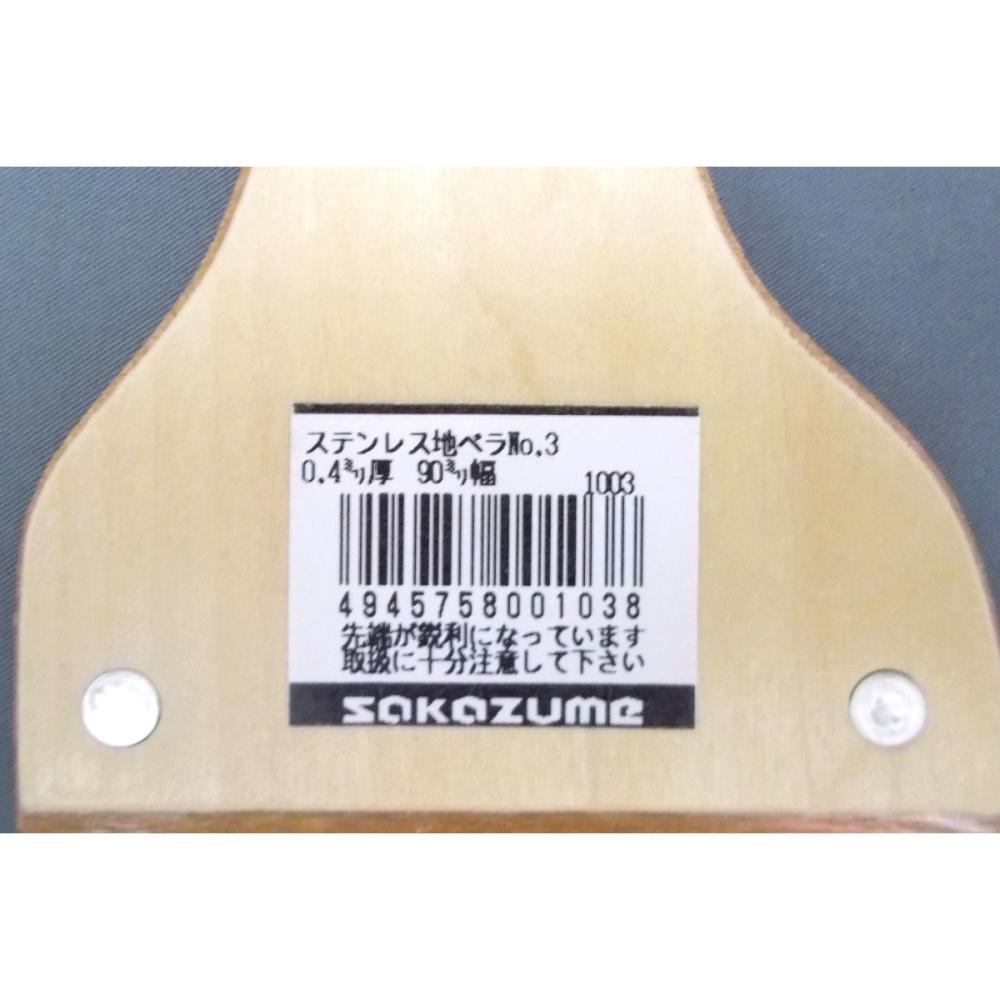 ステンレス地ベラNo.3
0.4㍉厚 90㍉幅 1003
4945758001038
先端が鋭利になっています
取扱に十分注意して下さい
SAKAZUME